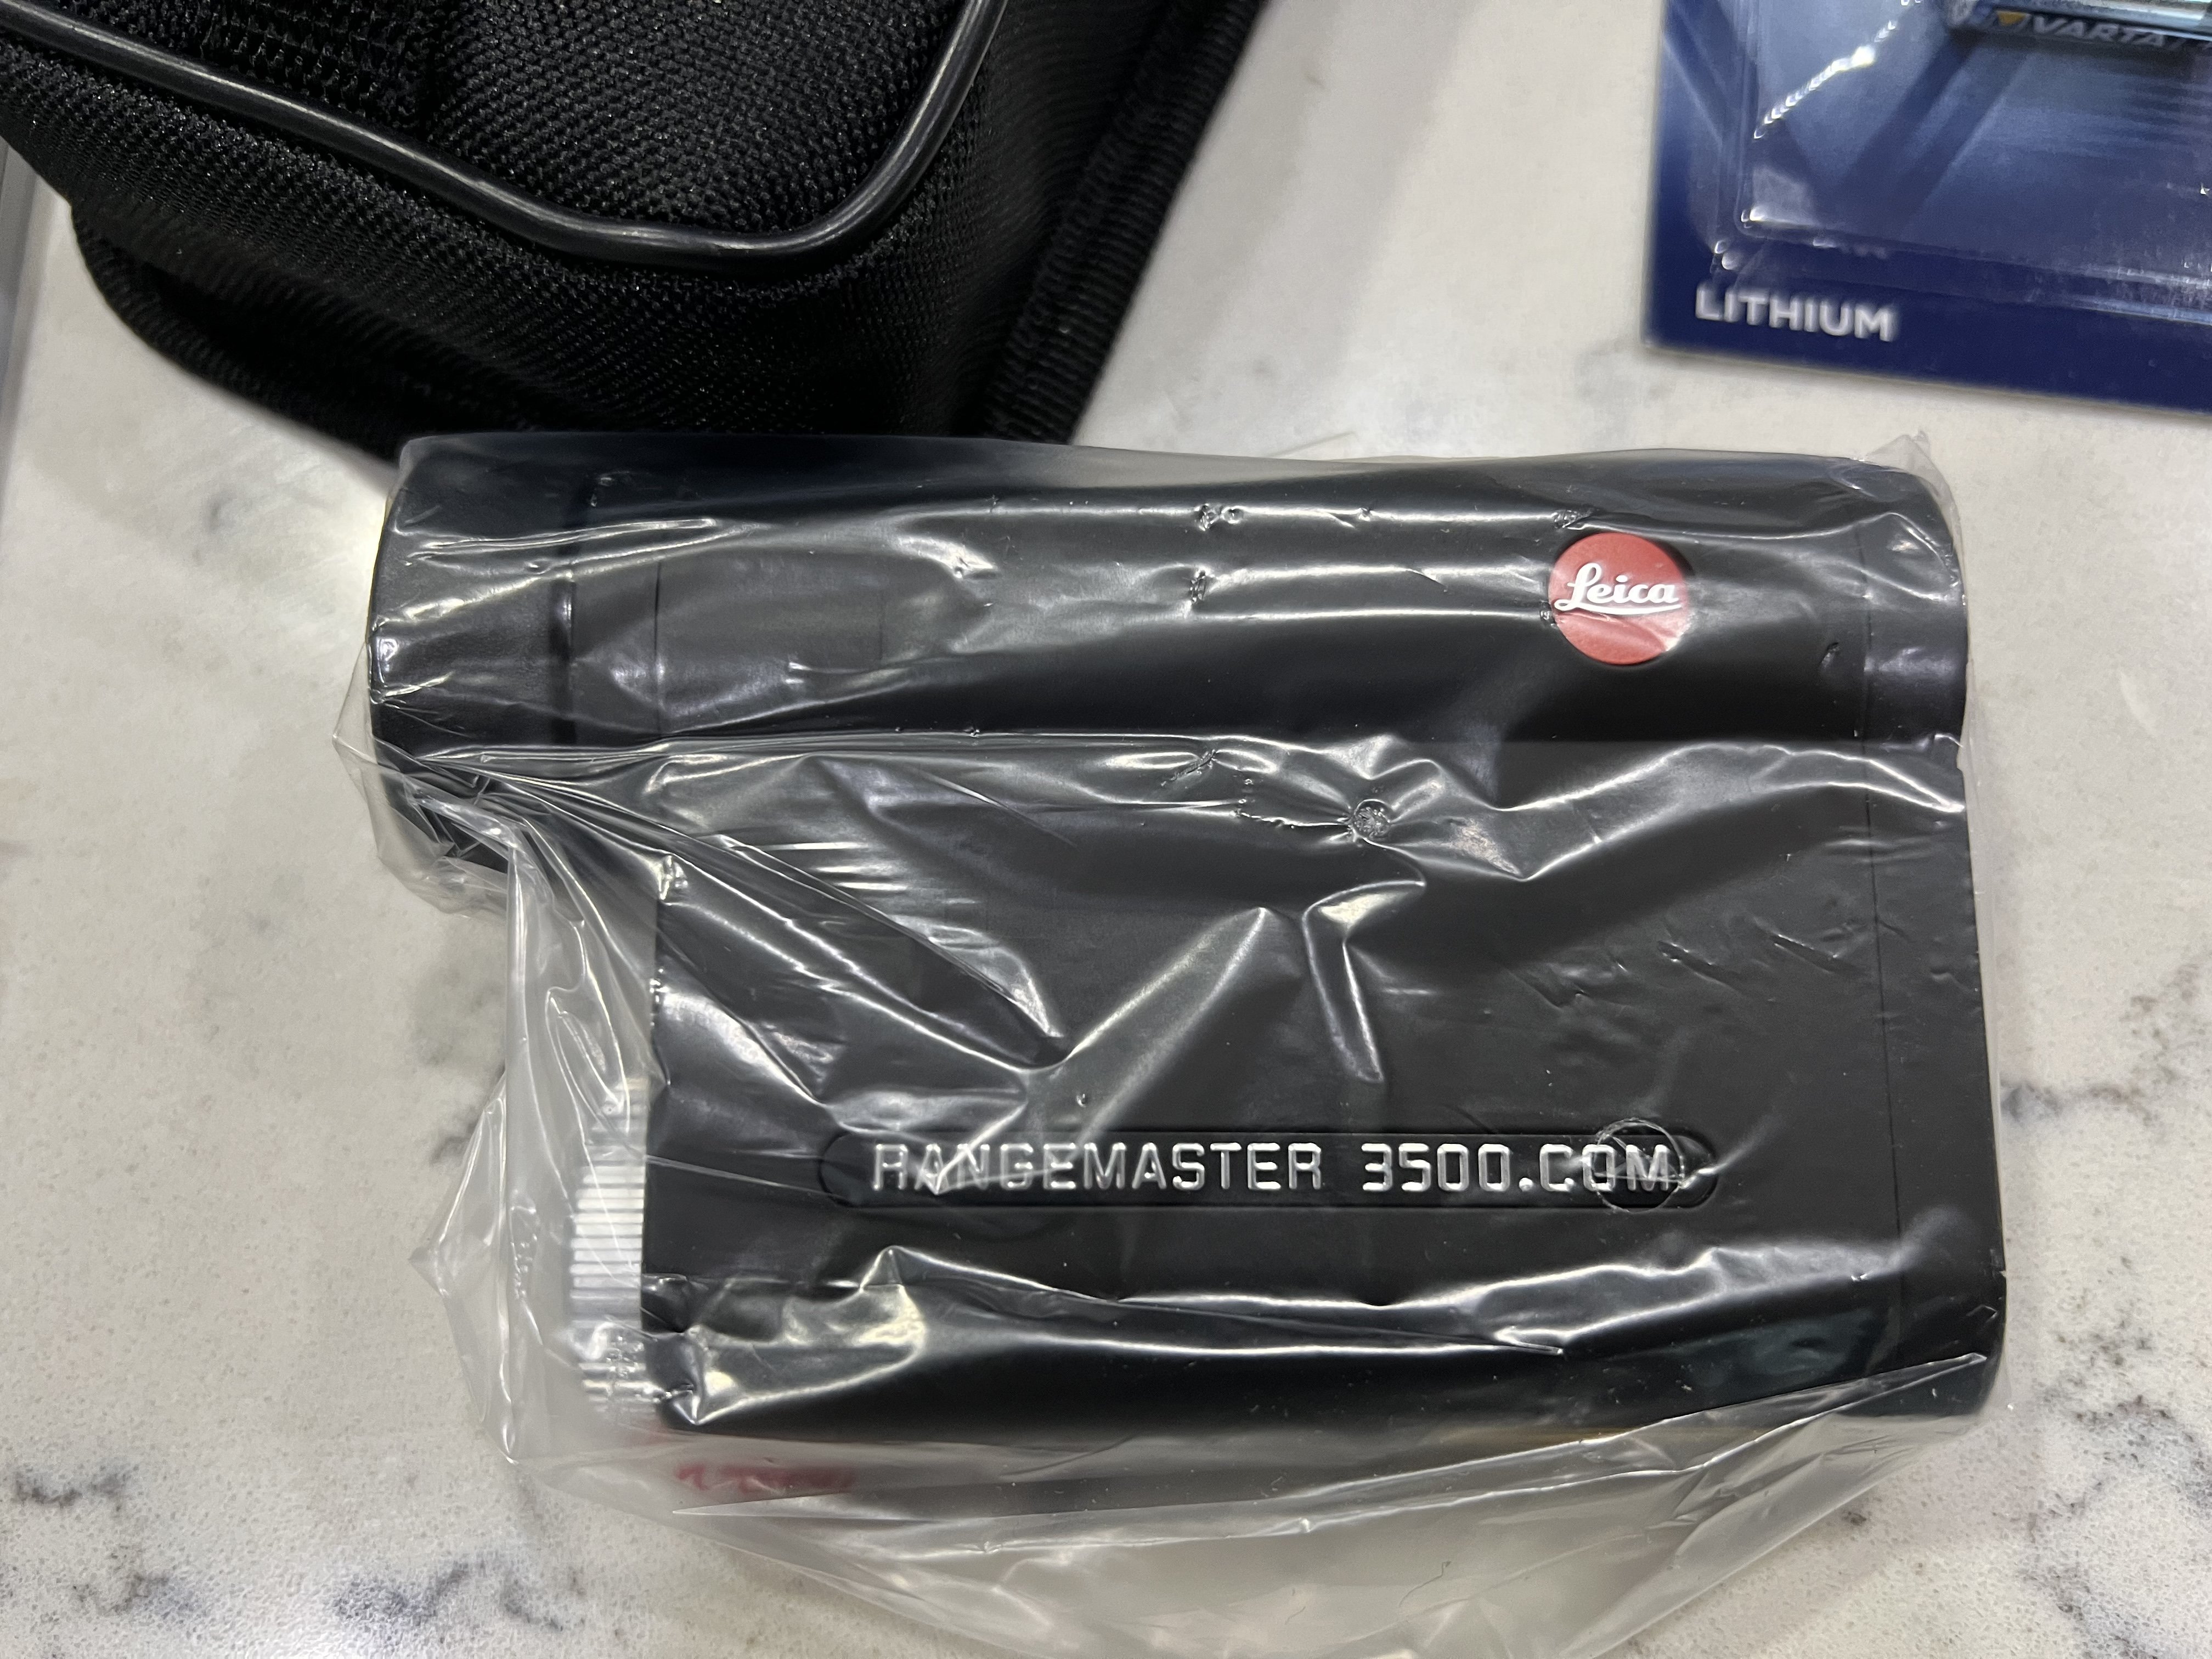 VARTA
LITHIUM
Leica
RANGEMASTER 3500.COM